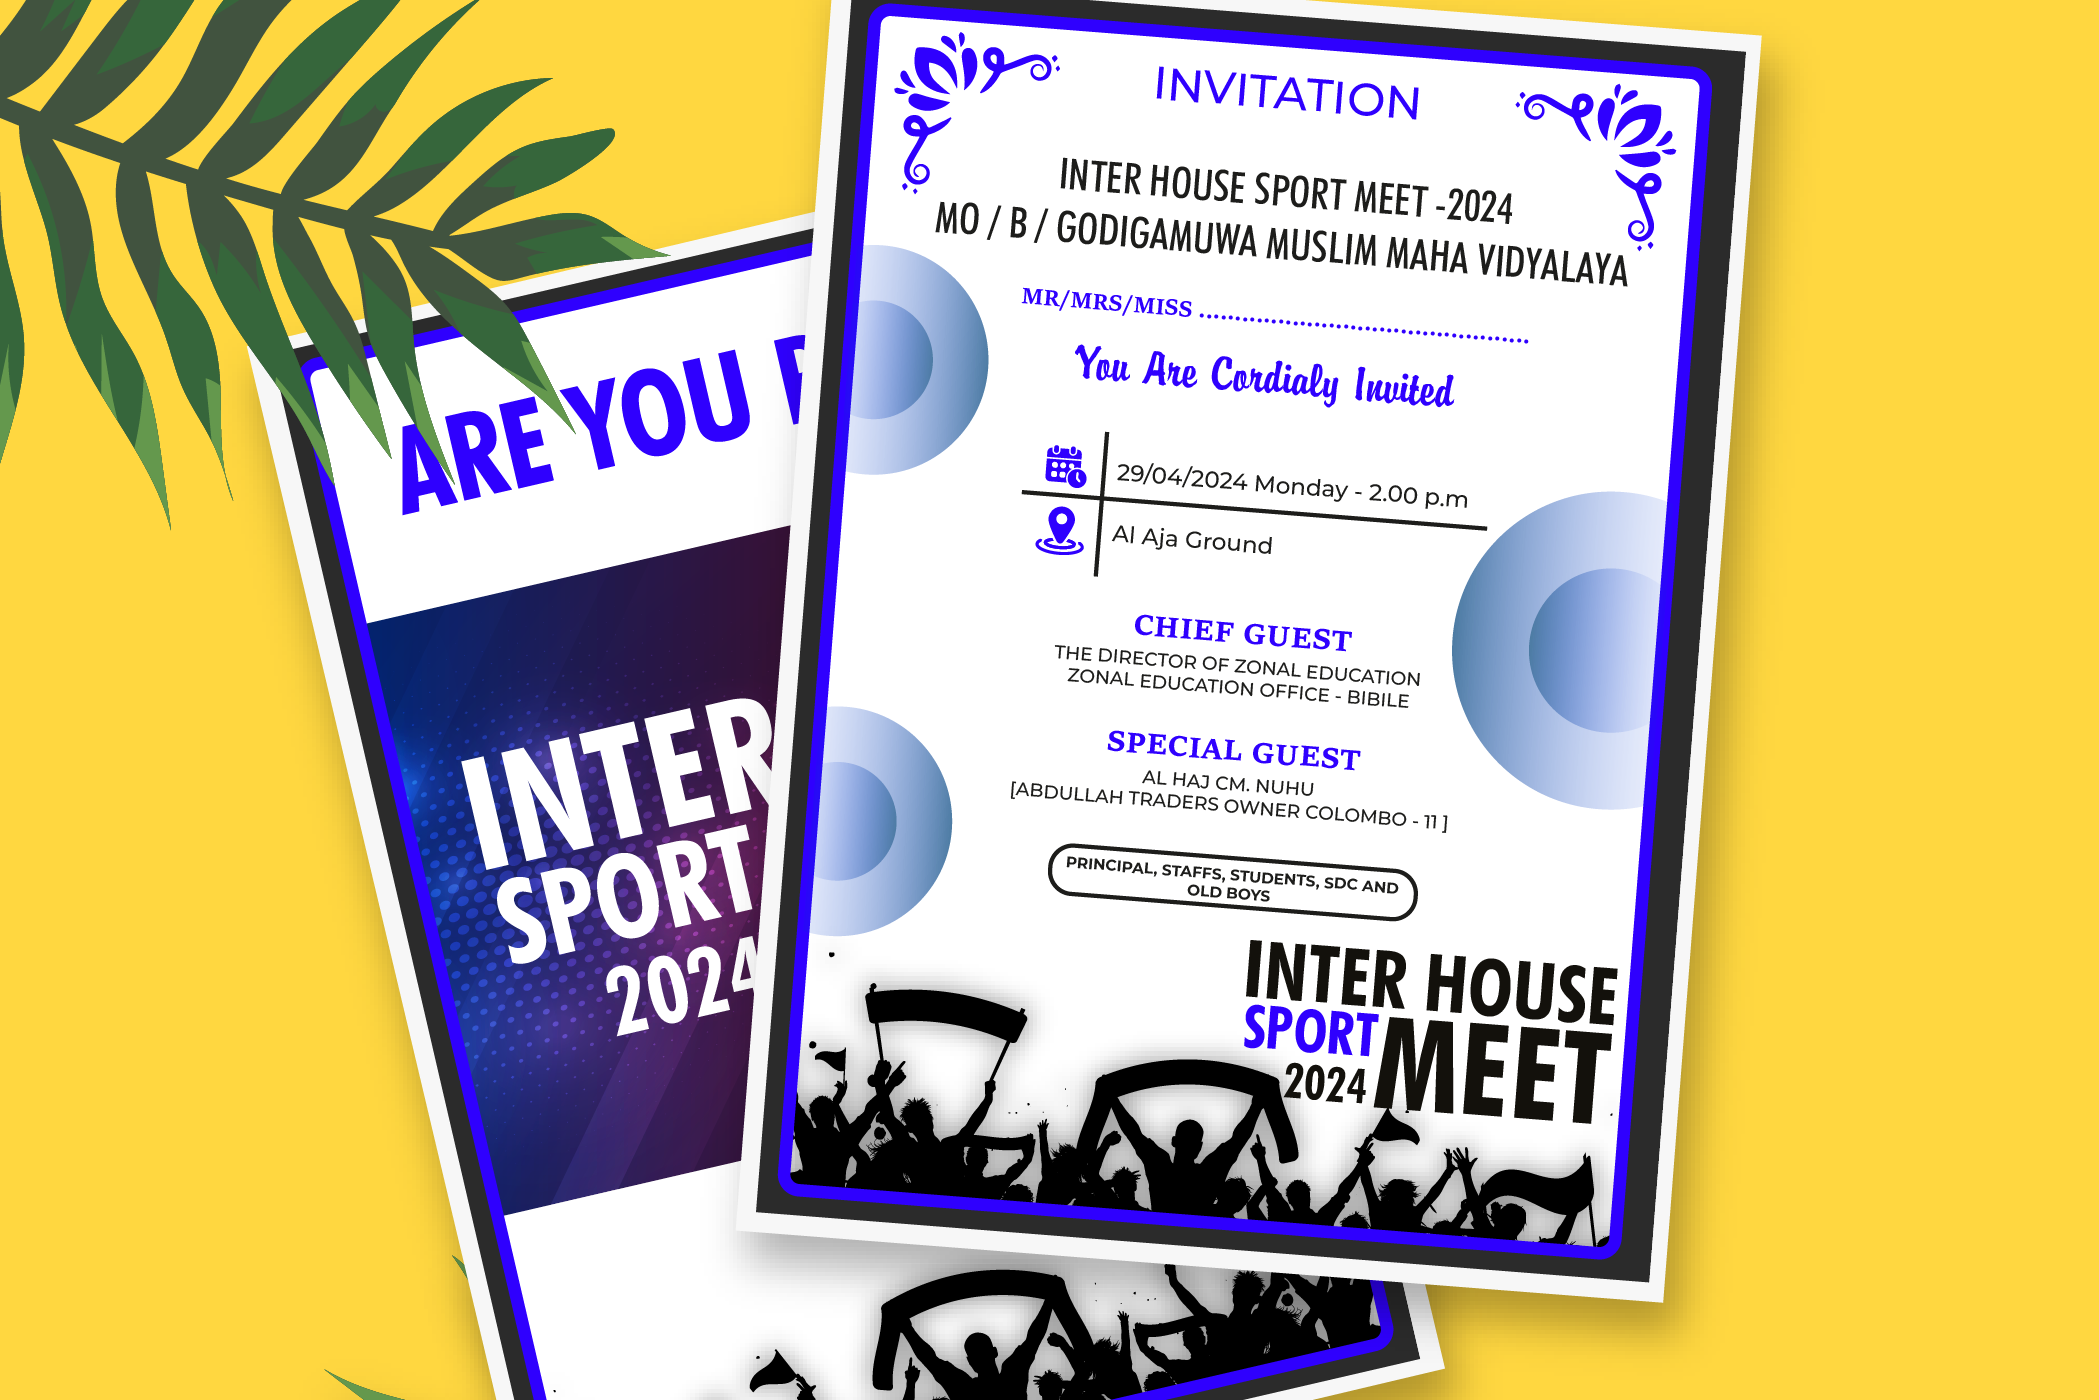 INVITATION
INTER HOUSE SPORT MEET -2024
MO / B / GODIGAMUWA MUSLIM MAHA VIDYALAYA
MR/MRS/MISS ................................................
You Are Cordialy Invited
29/04/2024 Monday - 2.00 p.m
Al Aja Ground
CHIEF GUEST
THE DIRECTOR OF ZONAL EDUCATION
ZONAL EDUCATION OFFICE - BIBILE
SPECIAL GUEST
AL HAJ CM. NUHU
[ABDULLAH TRADERS OWNER COLOMBO - 11 ]
PRINCIPAL, STAFFS, STUDENTS, SDC AND
OLD BOYS
INTER HOUSE
SPORT MEET
2024
ARE YOU
INTER
SPORT
2024